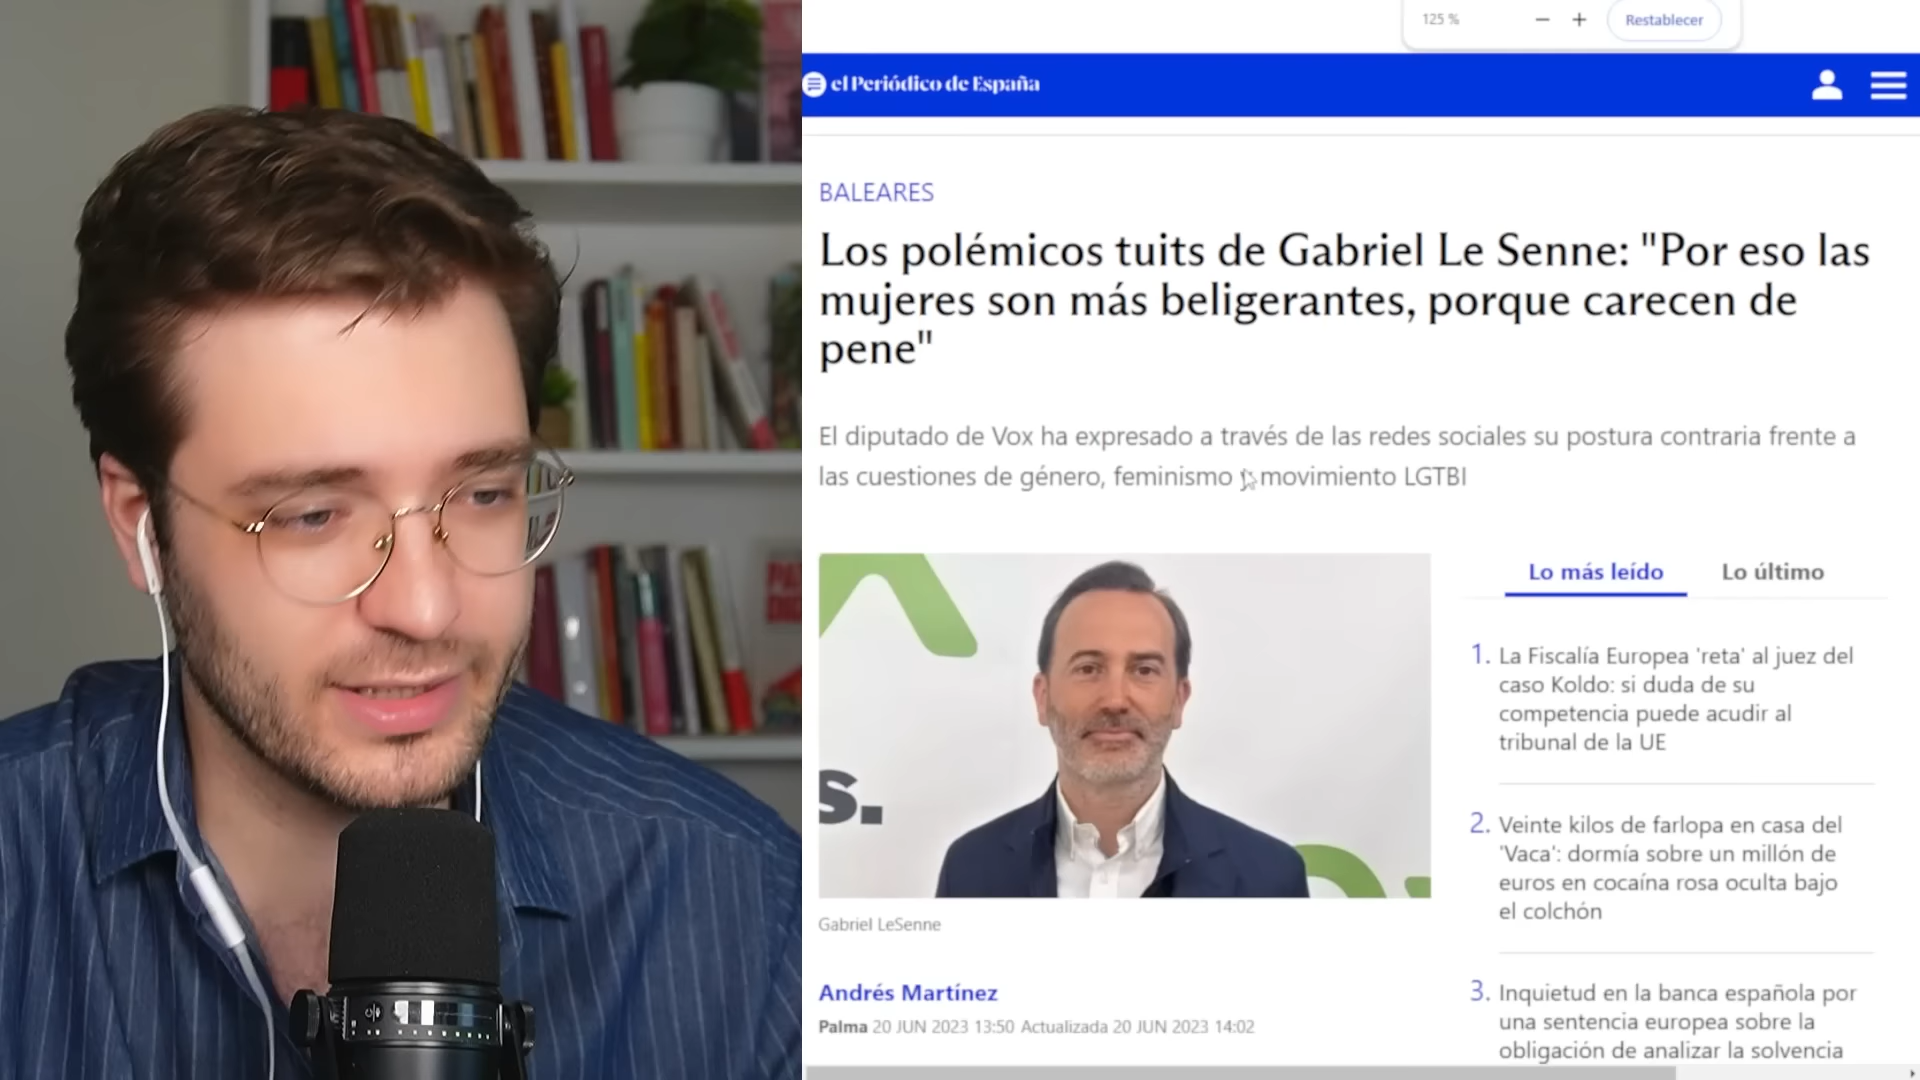 125 %
Restablecer
el Periódico de España
BALEARES
Los polémicos tuits de Gabriel Le Senne: "Por eso las
mujeres son más beligerantes, porque carecen de
pene"
El diputado de Vox ha expresado a través de las redes sociales su postura contraria frente a
las cuestiones de género, feminismo y movimiento LGTBI
s.
Gabriel LeSenne
Andrés Martínez
Palma 20 JUN 2023 13:50 Actualizada 20 JUN 2023 14:02
Lo más leído
Lo último
1. La Fiscalía Europea 'reta' al juez del
caso Koldo: si duda de su
competencia puede acudir al
tribunal de la UE
2. Veinte kilos de farlopa en casa del
'Vaca': dormía sobre un millón de
euros en cocaína rosa oculta bajo
el colchón
3. Inquietud en la banca española por
una sentencia europea sobre la
obligación de analizar la solvencia